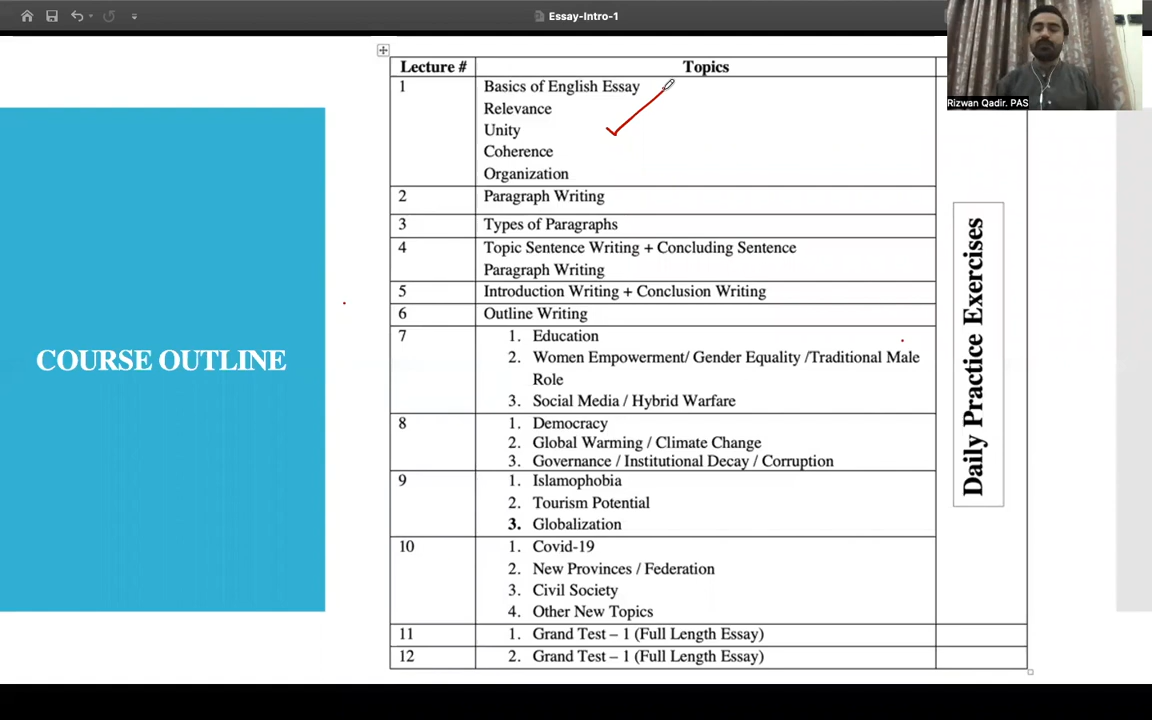 Essay-Intro-1
Rizwan Qadir. PAS
COURSE OUTLINE
Lecture # Topics
1 Basics of English Essay
Relevance
Unity
Coherence
Organization
2 Paragraph Writing
3 Types of Paragraphs
4 Topic Sentence Writing + Concluding Sentence
Paragraph Writing
5 Introduction Writing + Conclusion Writing
6 Outline Writing
7 1. Education
2. Women Empowerment/ Gender Equality /Traditional Male
Role
3. Social Media / Hybrid Warfare
8 1. Democracy
2. Global Warming / Climate Change
3. Governance / Institutional Decay / Corruption
9 1. Islamophobia
2. Tourism Potential
3. Globalization
10 1. Covid-19
2. New Provinces / Federation
3. Civil Society
4. Other New Topics
11 1. Grand Test – 1 (Full Length Essay)
12 2. Grand Test – 1 (Full Length Essay)
Daily Practice Exercises